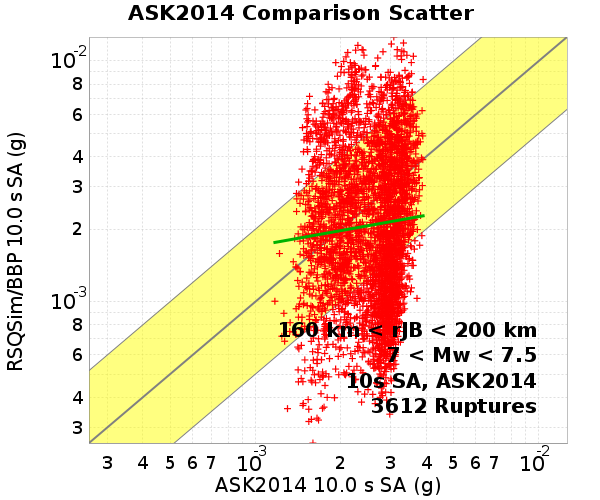 ASK2014 Comparison Scatter
RSQSim/BBP 10.0 s SA (g)
10-2
8
6
4
3
2
10-3
8
6
4
3
160 km < rJB < 200 km
7 < Mw < 7.5
10s SA, ASK2014
3612 Ruptures
3 4 5 6 7 10-3 2 3 4 5 6 7 10-2
ASK2014 10.0 s SA (g)